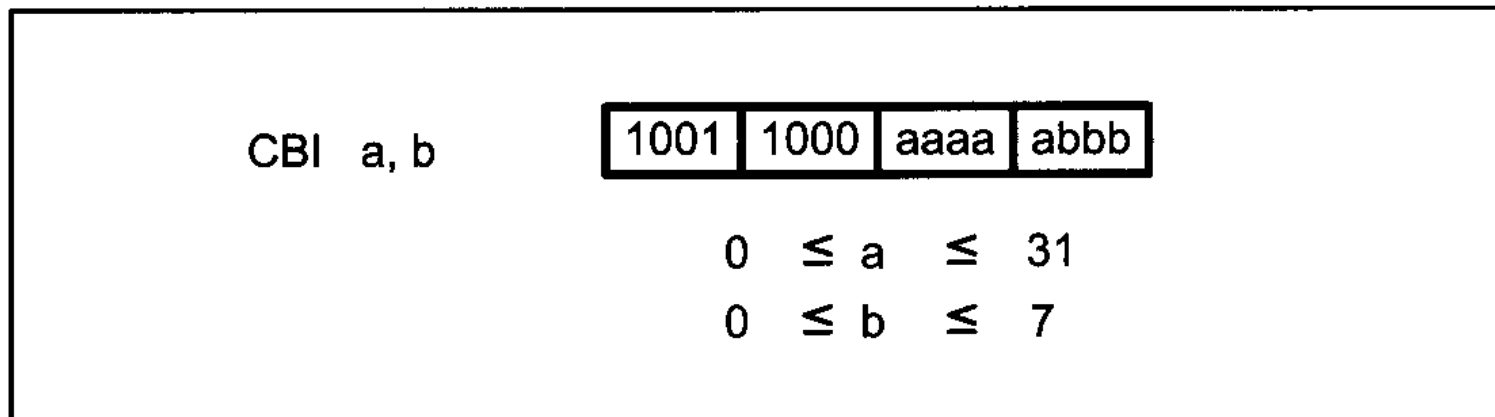 CBI a, b 1001 1000 aaaa abbb
0 ≤ a ≤ 31
0 ≤ b ≤ 7